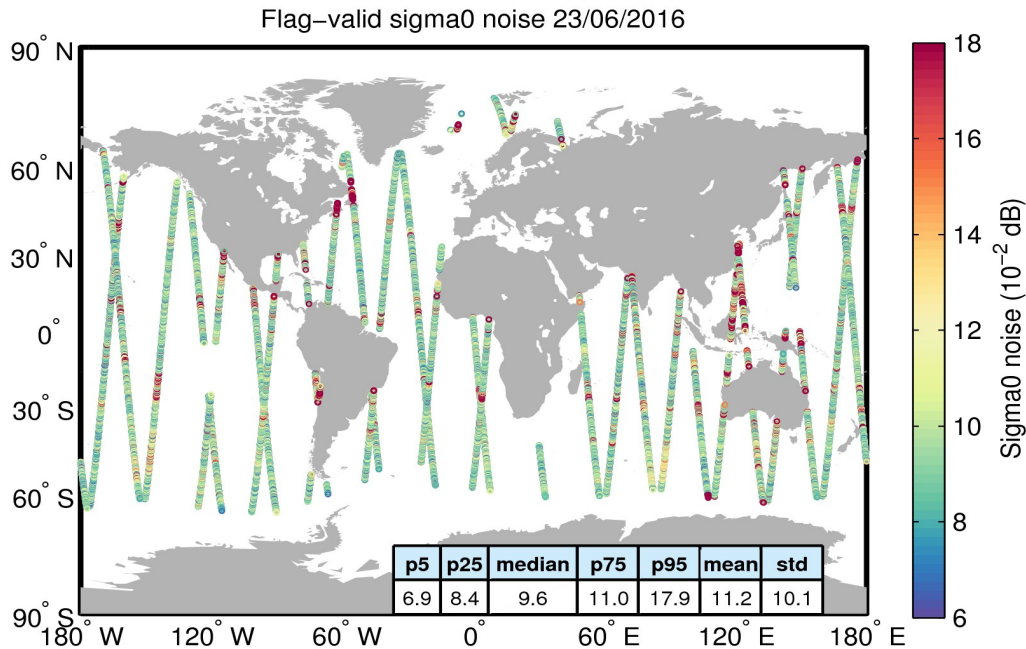 Flag−valid sigma0 noise 23/06/2016
90° N
60° N
30° N
0°
30° S
60° S
90° S
180° W
120° W
60° W
0°
60° E
120° E
180° E
p5 p25 median p75 p95 mean std
6.9 8.4 9.6 11.0 17.9 11.2 10.1
18
16
14
12
10
8
6
Sigma0 noise (10⁻² dB)